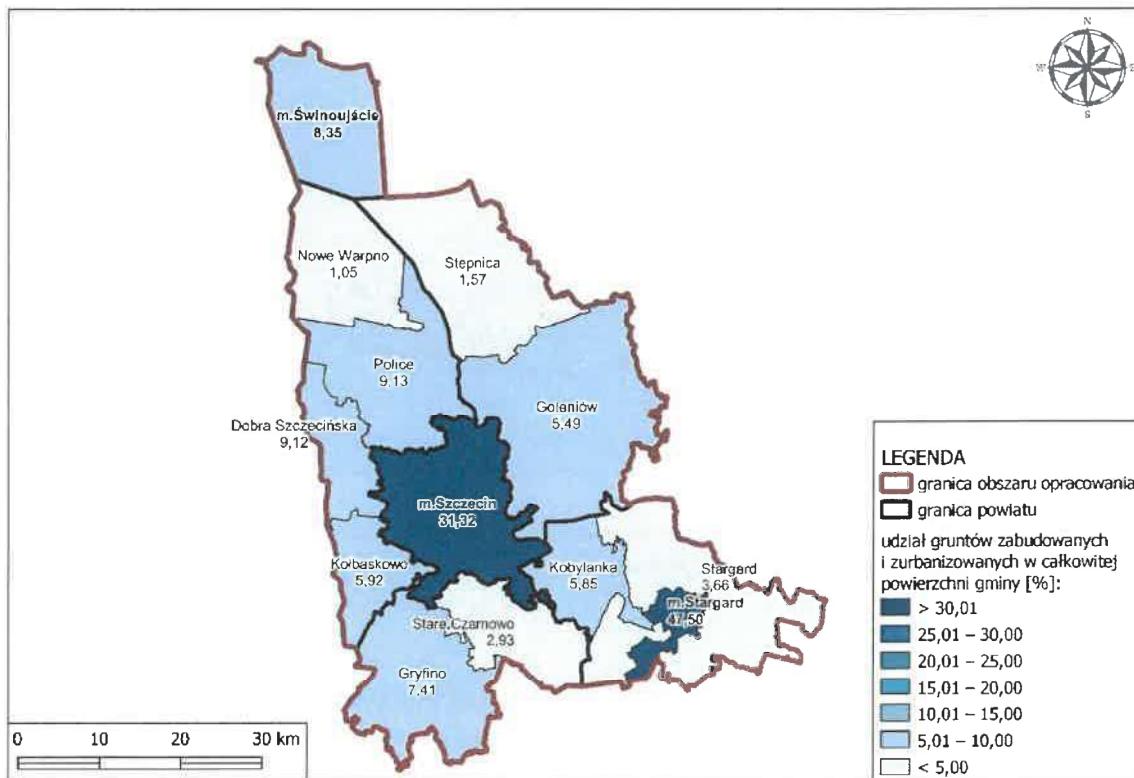 N
W
E
S
m.Świnoujście
8,35
Nowe Warpno
1,05
Stepnica
1,57
Police
9,13
Goleniów
5,49
Dobra Szczecińska
9,12
m.Szczecin
31,32
Kołbaskowo
5,92
Kobylanka
5,85
Stargard
3,66
m.Stargard
47,50
Stare Czarnowo
2,93
Gryfino
7,41
0 10 20 30 km
LEGENDA
granica obszaru opracowania
granica powiatu
udział gruntów zabudowanych
i zurbanizowanych w całkowitej
powierzchni gminy [%]:
> 30,01
25,01 – 30,00
20,01 – 25,00
15,01 – 20,00
10,01 – 15,00
5,01 – 10,00
< 5,00